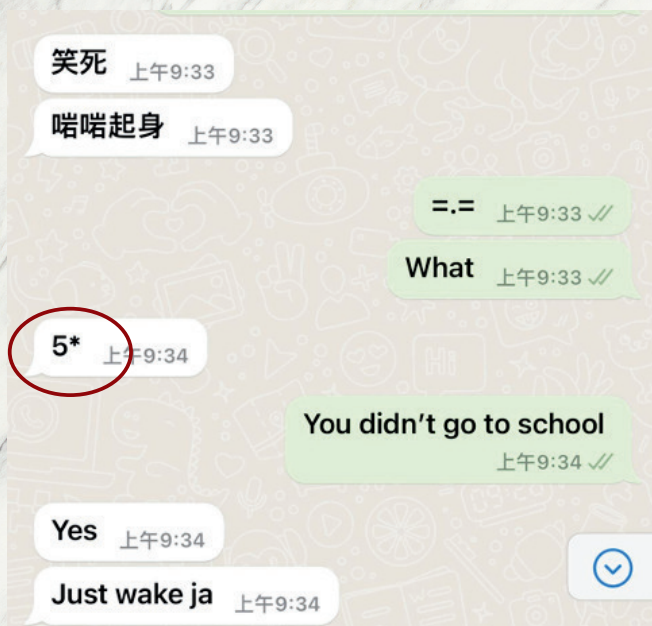 笑死 上午9:33
啱啱起身 上午9:33
=.= 上午9:33
What 上午9:33
5* 上午9:34
You didn't go to school
上午9:34
Yes 上午9:34
Just wake ja 上午9:34